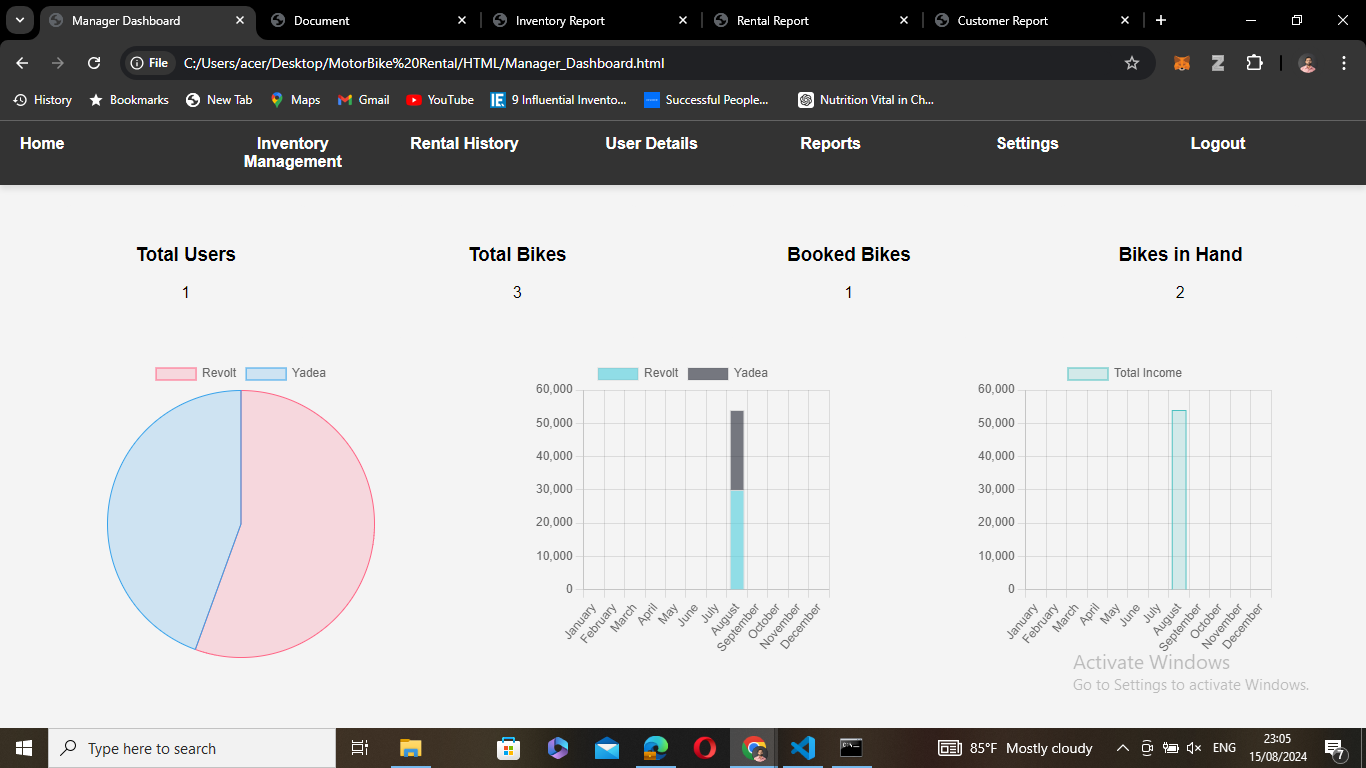 Manager Dashboard
Document
Inventory Report
Rental Report
Customer Report
File
C:/Users/acer/Desktop/MotorBike%20Rental/HTML/Manager_Dashboard.html
History
Bookmarks
New Tab
Maps
Gmail
YouTube
IE
9 Influential Invento...
Successful People...
Nutrition Vital in Ch...
Home
Inventory
Management
Rental History
User Details
Reports
Settings
Logout
Total Users
1
Total Bikes
3
Booked Bikes
1
Bikes in Hand
2
Revolt
Yadea
Revolt
Yadea
60,000
50,000
40,000
30,000
20,000
10,000
0
January
February
March
April
May
June
July
August
September
October
November
December
Total Income
60,000
50,000
40,000
30,000
20,000
10,000
0
January
February
March
April
May
June
July
August
September
October
November
December
Activate Windows
Go to Settings to activate Windows.
Type here to search
85°F Mostly cloudy
ENG
23:05
15/08/2024
7